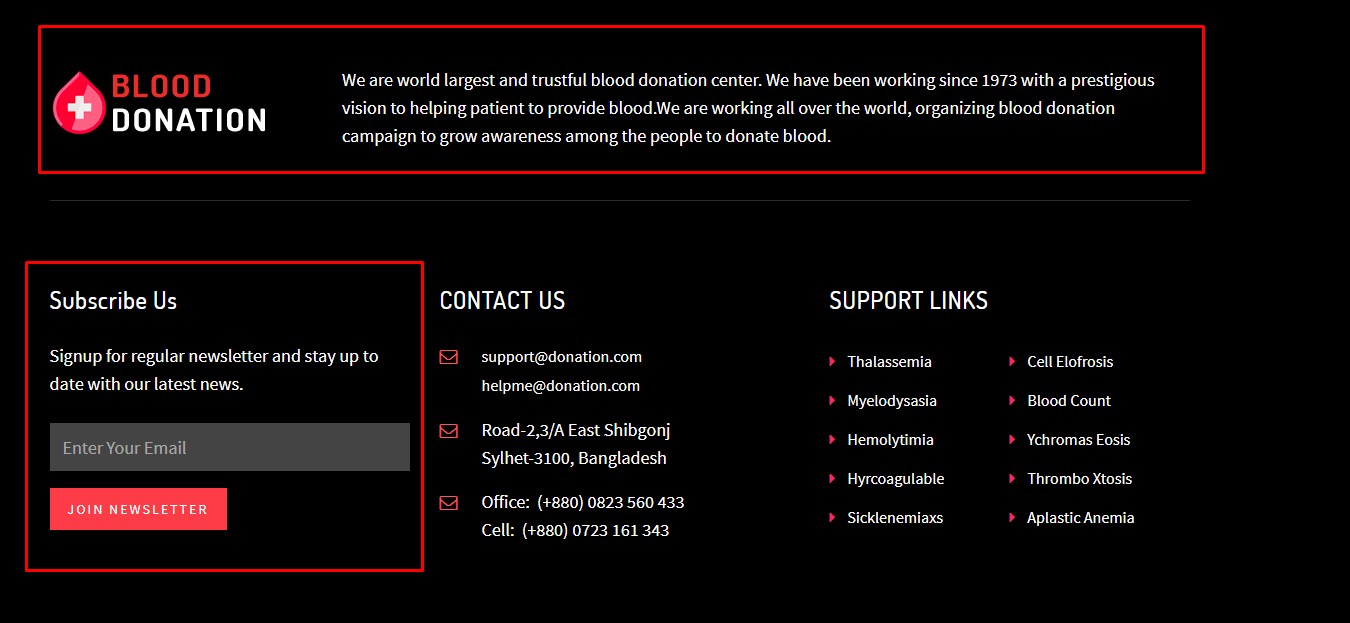 BLOOD
DONATION
We are world largest and trustful blood donation center. We have been working since 1973 with a prestigious
vision to helping patient to provide blood.We are working all over the world, organizing blood donation
campaign to grow awareness among the people to donate blood.
Subscribe Us
Signup for regular newsletter and stay up to
date with our latest news.
Enter Your Email
JOIN NEWSLETTER
CONTACT US
support@donation.com
helpme@donation.com
Road-2,3/A East Shibgonj
Sylhet-3100, Bangladesh
Office: (+880) 0823 560 433
Cell: (+880) 0723 161 343
SUPPORT LINKS
Thalassemia
Myelodysasia
Hemolytimia
Hyrcoagulable
Sicklenemiaxs
Cell Elofrosis
Blood Count
Ychromas Eosis
Thrombo Xtosis
Aplastic Anemia